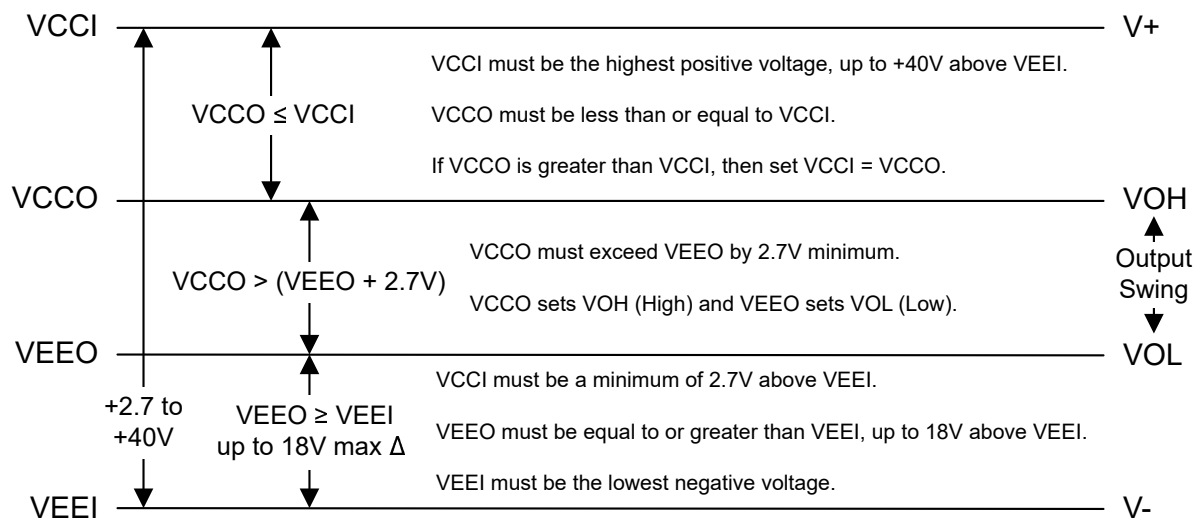 VCCI
V+
VCCI must be the highest positive voltage, up to +40V above VEEI.
VCCO ≤ VCCI
VCCO must be less than or equal to VCCI.
If VCCO is greater than VCCI, then set VCCI = VCCO.
VCCO
VOH
VCCO must exceed VEEO by 2.7V minimum.
VCCO > (VEEO + 2.7V)
Output
Swing
VCCO sets VOH (High) and VEEO sets VOL (Low).
VEEO
VOL
VCCI must be a minimum of 2.7V above VEEI.
+2.7 to
+40V
VEEO ≥ VEEI
up to 18V max Δ
VEEO must be equal to or greater than VEEI, up to 18V above VEEI.
VEEI must be the lowest negative voltage.
VEEI
V-